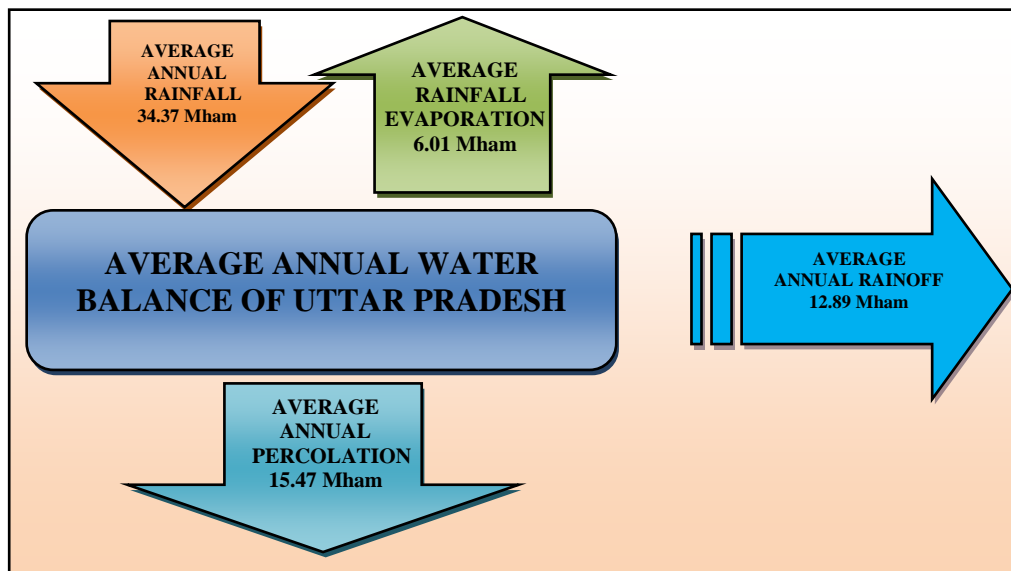 AVERAGE
ANNUAL
RAINFALL
34.37 Mham
AVERAGE
RAINFALL
EVAPORATION
6.01 Mham
AVERAGE ANNUAL WATER
BALANCE OF UTTAR PRADESH
AVERAGE
ANNUAL RAINOFF
12.89 Mham
AVERAGE
ANNUAL
PERCOLATION
15.47 Mham